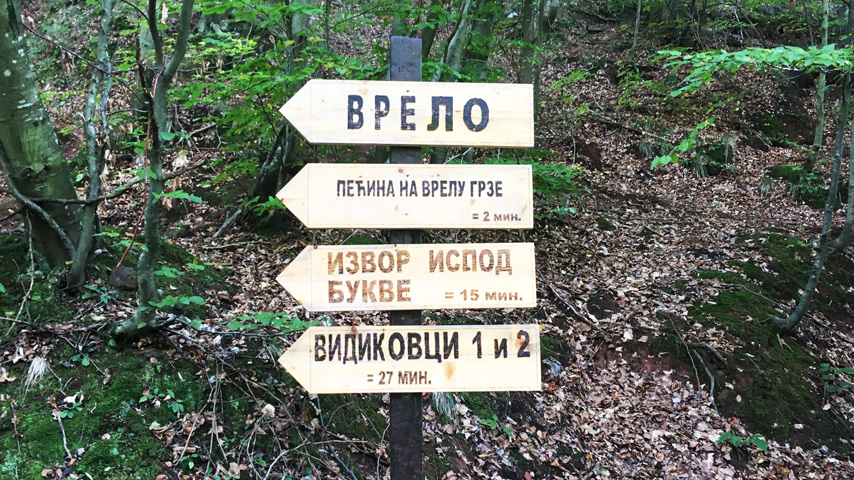 ВРЕЛО
ПЕЋИНА НА ВРЕЛУ ГРЗЕ
= 2 МИН.
ИЗВОР ИСПОД
БУКВЕ = 15 МИН.
ВИДИКОВЦИ 1 и 2
= 27 МИН.